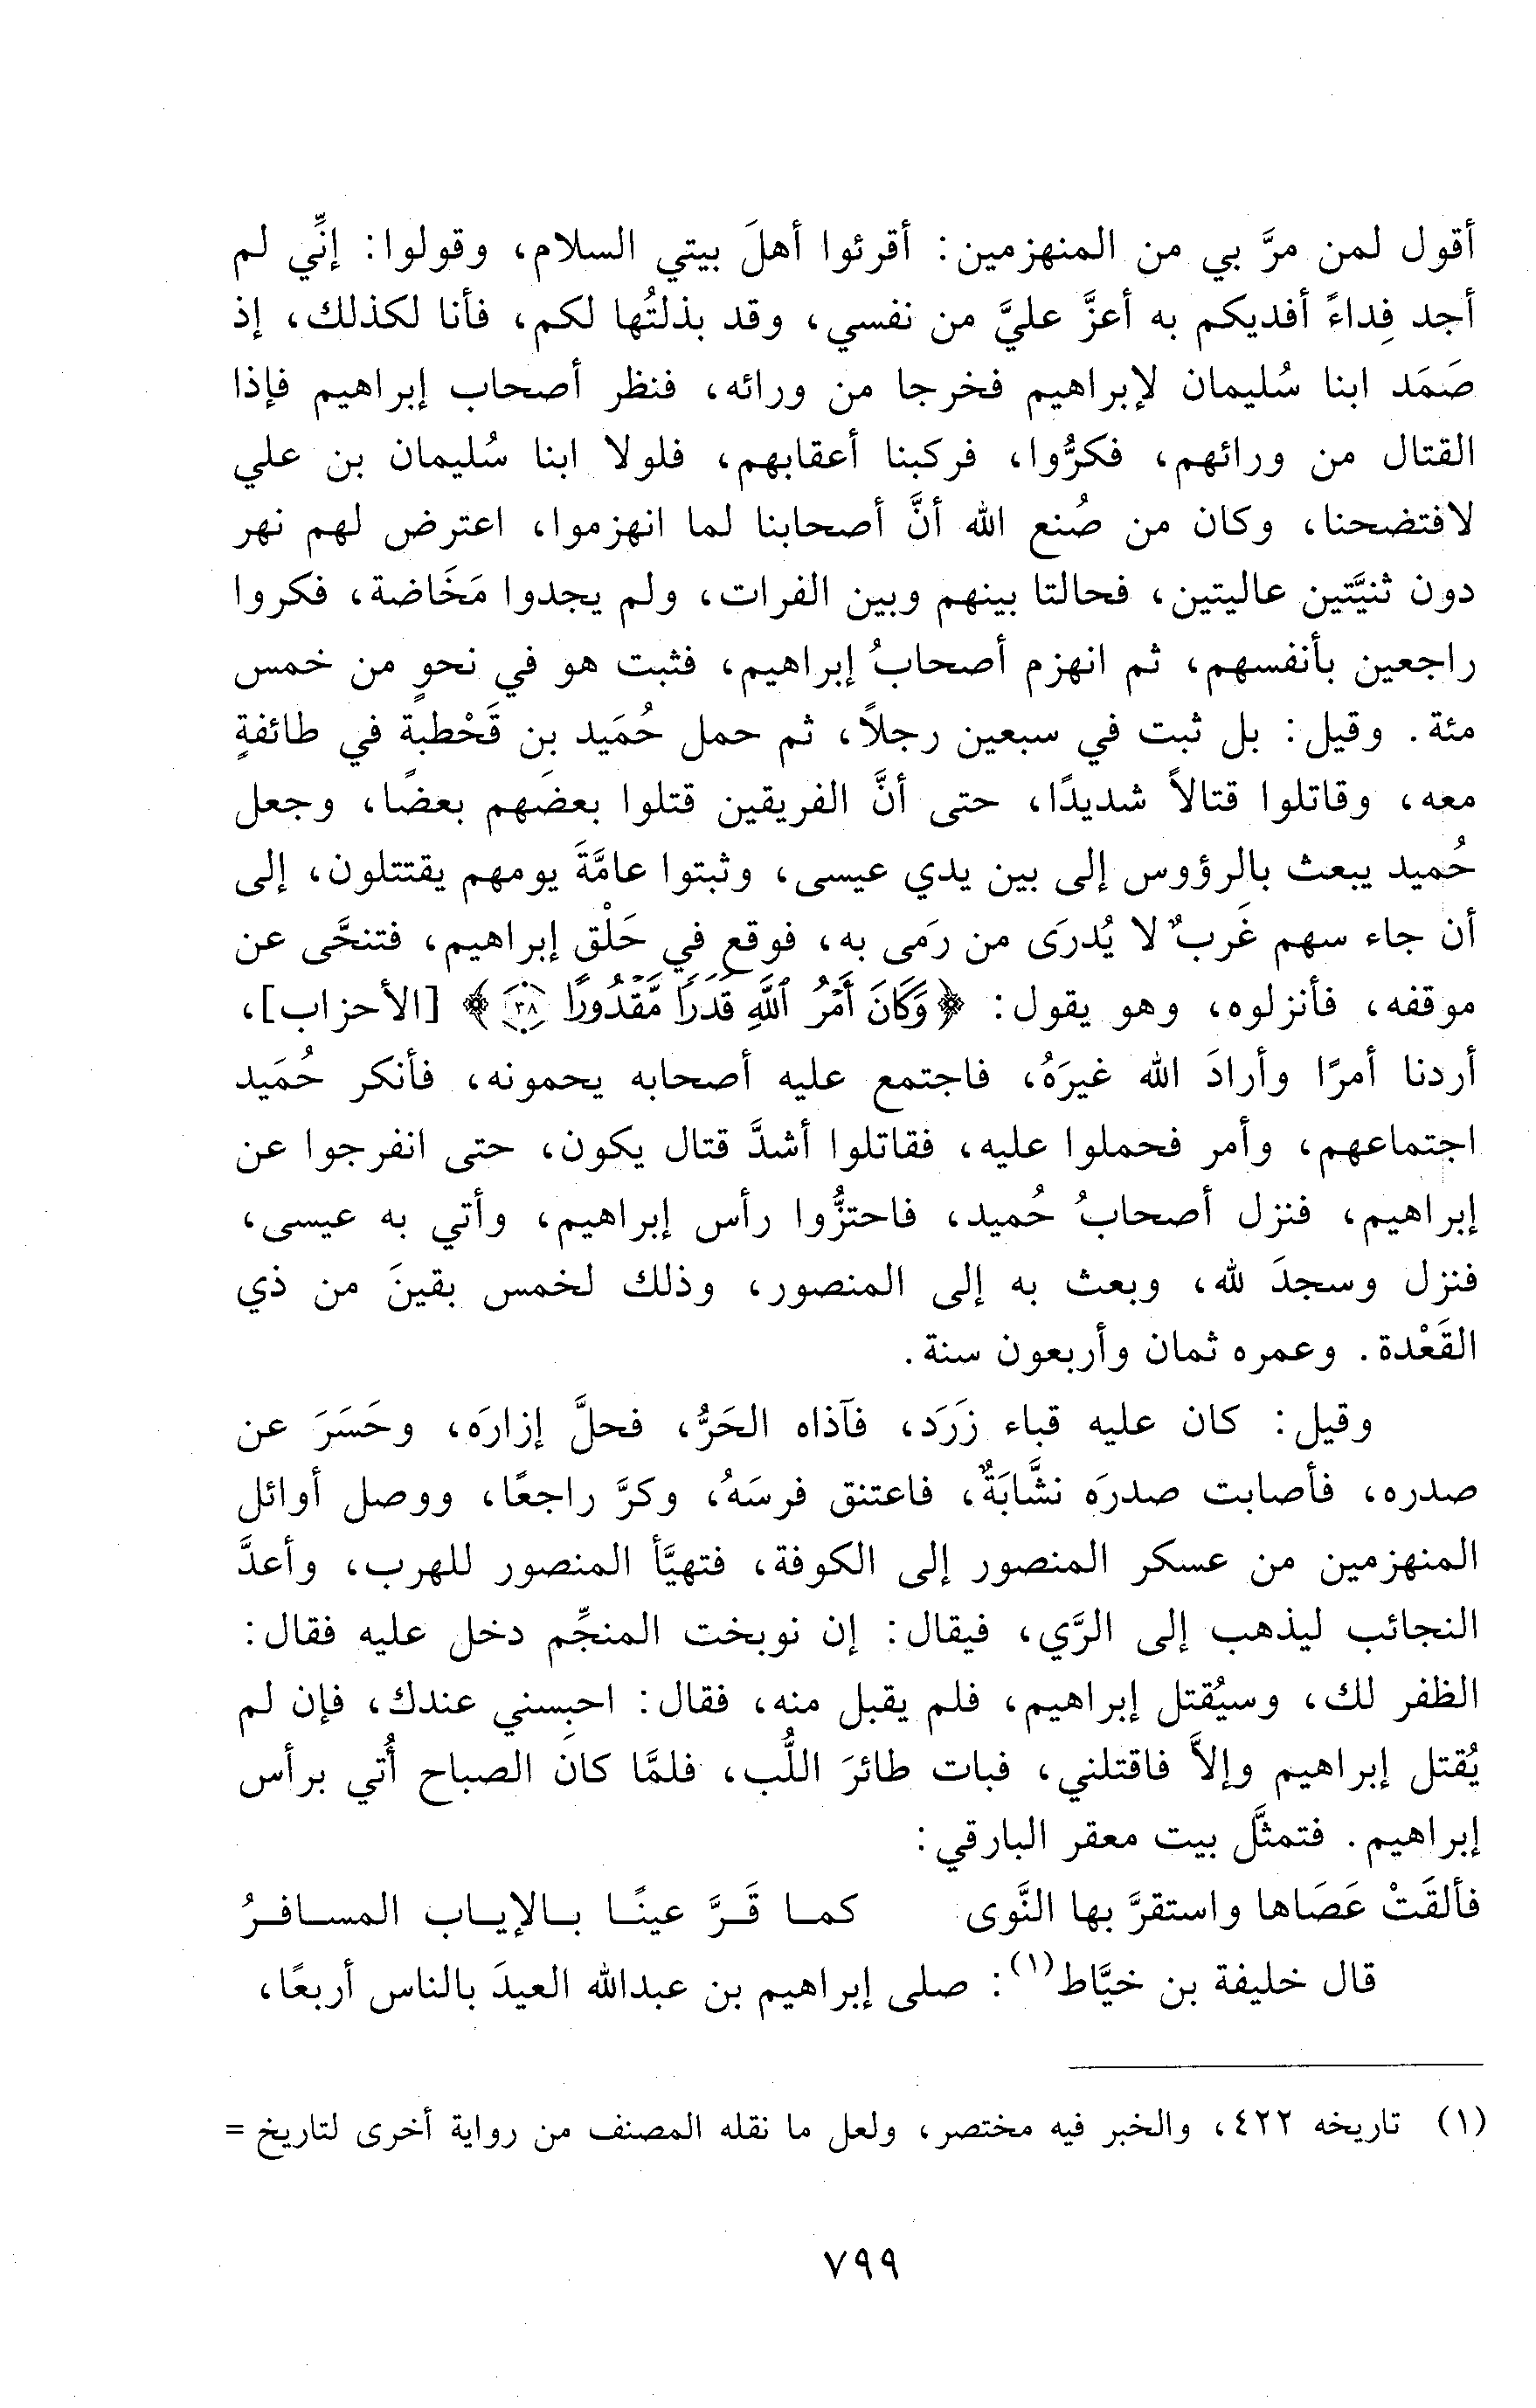 أقول لمن مرَّ بي من المنهزمين: أقرئوا أهلَ بيتي السلام، وقولوا: إنِّي لم
أجد فِداءً أفديكم به أعزَّ عليَّ من نفسي، وقد بذلتُها لكم، فأنا لكذلك، إذ
صَمَد ابنا سُليمان لإبراهيم فخرجا من ورائه، فنظر أصحاب إبراهيم فإذا
القتال من ورائهم، فكرُّوا، فركبنا أعقابهم، فلولا ابنا سُليمان بن علي
لافتضحنا، وكان من صُنع الله أنَّ أصحابنا لما انهزموا، اعترض لهم نهر
دون ثنيَّتين عاليتين، فحالتا بينهم وبين الفرات، ولم يجدوا مَخَاضة، فكروا
راجعين بأنفسهم، ثم انهزم أصحابُ إبراهيم، فثبت هو في نحوٍ من خمس
مئة. وقيل: بل ثبت في سبعين رجلاً، ثم حمل حُمَيد بن قَحْطبة في طائفةٍ
معه، وقاتلوا قتالاً شديدًا، حتى أنَّ الفريقين قتلوا بعضَهم بعضًا، وجعل
حُميد يبعث بالرؤوس إلى بين يدي عيسى، وثبتوا عامَّةَ يومهم يقتتلون، إلى
أن جاء سهم غَربٌ لا يُدرَى من رَمى به، فوقع في حَلْق إبراهيم، فتنحَّى عن
موقفه، فأنزلوه، وهو يقول: ﴿وَكَانَ أَمْرُ ٱللَّهِ قَدَرًا مَّقْدُورًا ٣٨﴾ [الأحزاب]،
أردنا أمرًا وأرادَ الله غيرَهُ، فاجتمع عليه أصحابه يحمونه، فأنكر حُمَيد
اجتماعهم، وأمر فحملوا عليه، فقاتلوا أشدَّ قتال يكون، حتى انفرجوا عن
إبراهيم، فنزل أصحابُ حُميد، فاحتزُّوا رأس إبراهيم، وأتي به عيسى،
فنزل وسجدَ لله، وبعث به إلى المنصور، وذلك لخمس بقينَ من ذي
القَعْدة. وعمره ثمان وأربعون سنة.
وقيل: كان عليه قباء زَرَد، فآذاه الحَرُّ، فحلَّ إزارَه، وحَسَرَ عن
صدره، فأصابت صدرَه نشَّابَةٌ، فاعتنق فرسَهُ، وكرَّ راجعًا، ووصل أوائل
المنهزمين من عسكر المنصور إلى الكوفة، فتهيَّأ المنصور للهرب، وأعدَّ
النجائب ليذهب إلى الرَّي، فيقال: إن نوبخت المنجِّم دخل عليه فقال:
الظفر لك، وسيُقتل إبراهيم، فلم يقبل منه، فقال: احبِسني عندك، فإن لم
يُقتل إبراهيم وإلاَّ فاقتلني، فبات طائرَ اللُّب، فلمَّا كان الصباح أُتي برأس
إبراهيم. فتمثَّل بيت معقر البارقي:
فألقَتْ عَصَاها واستقرَّ بها النَّوى كما قَرَّ عينًا بالإياب المسافرُ
قال خليفة بن خيَّاط(١): صلى إبراهيم بن عبدالله العيدَ بالناس أربعًا،
(١) تاريخه ٤٢٢، والخبر فيه مختصر، ولعل ما نقله المصنف من رواية أخرى لتاريخ =
٧٩٩